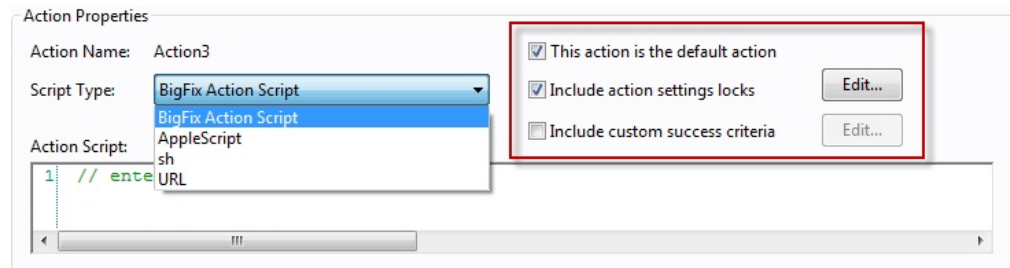 Action Properties
Action Name: Action3
This action is the default action
Script Type: BigFix Action Script
Include action settings locks Edit...
BigFix Action Script
AppleScript
sh
URL
Include custom success criteria Edit...
Action Script:
1 // ente